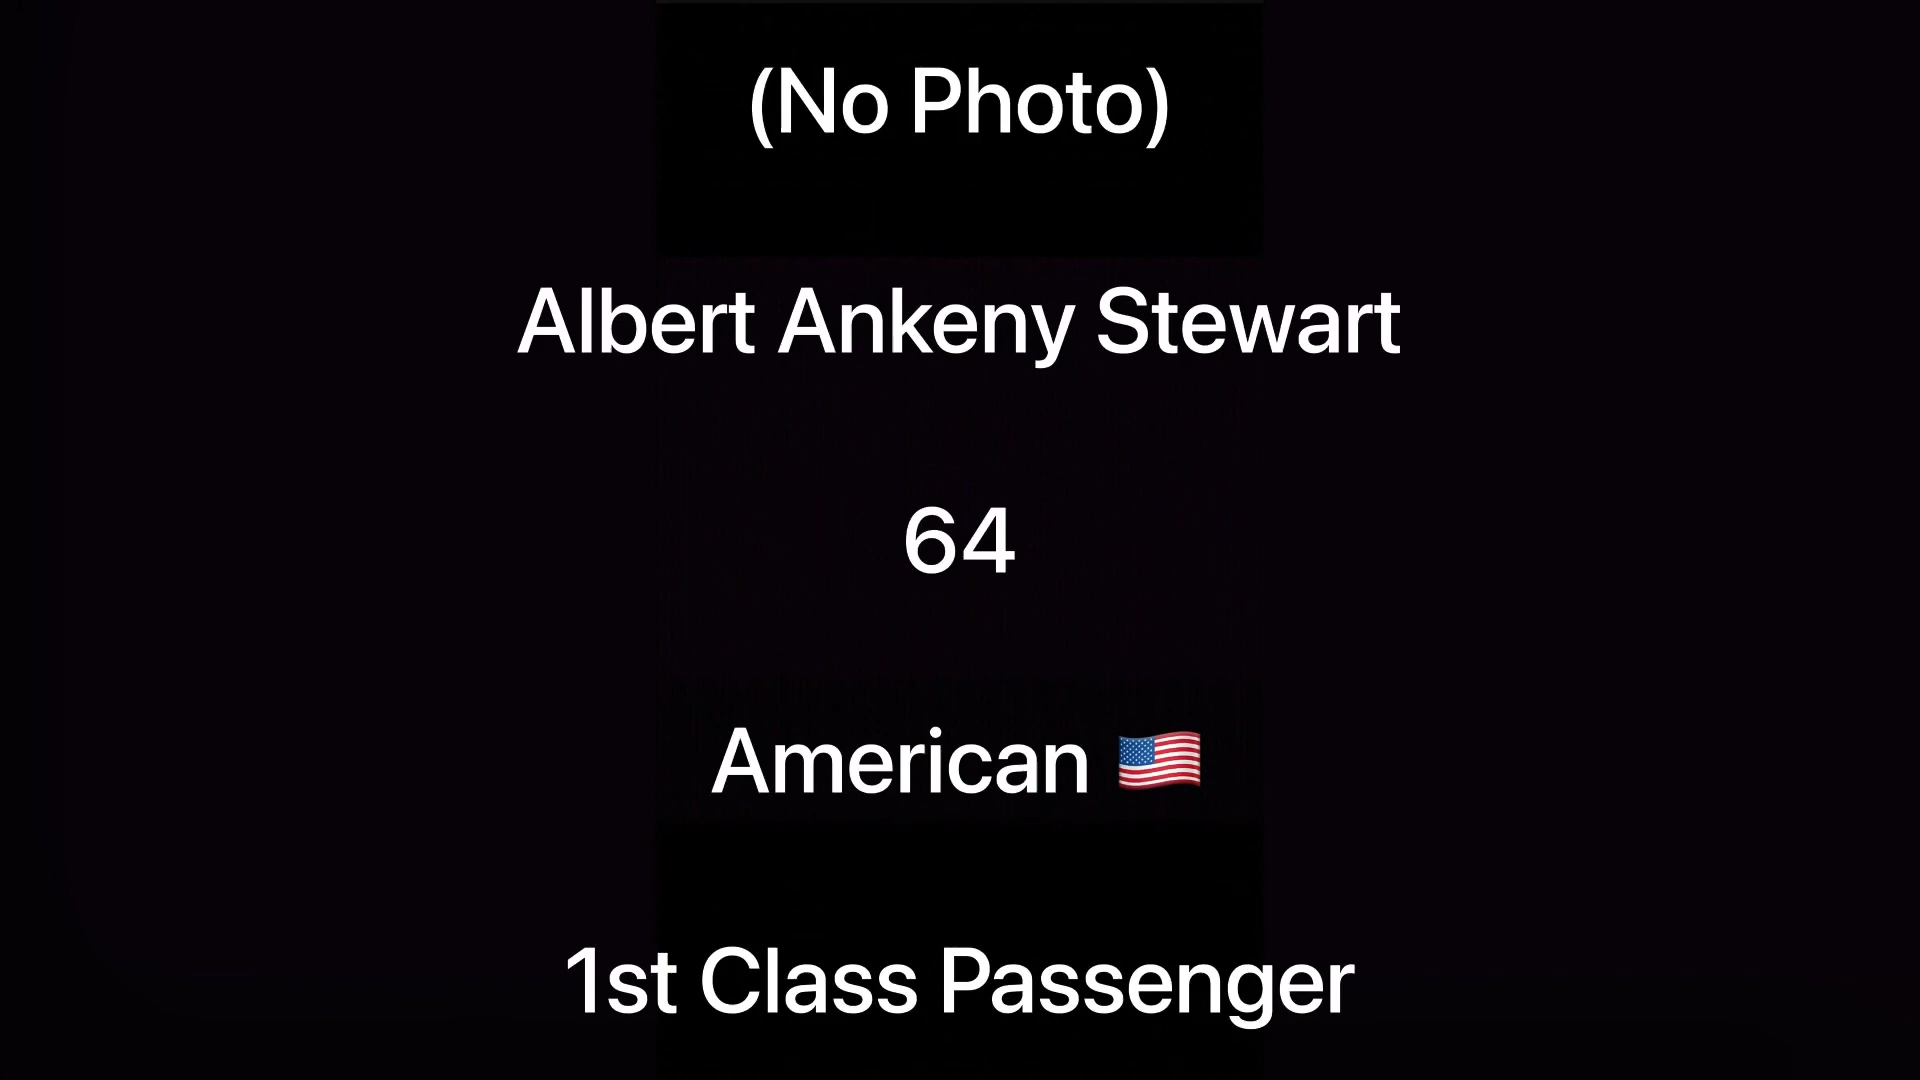 (No Photo)
Albert Ankeny Stewart
64
American 🇺🇸
1st Class Passenger